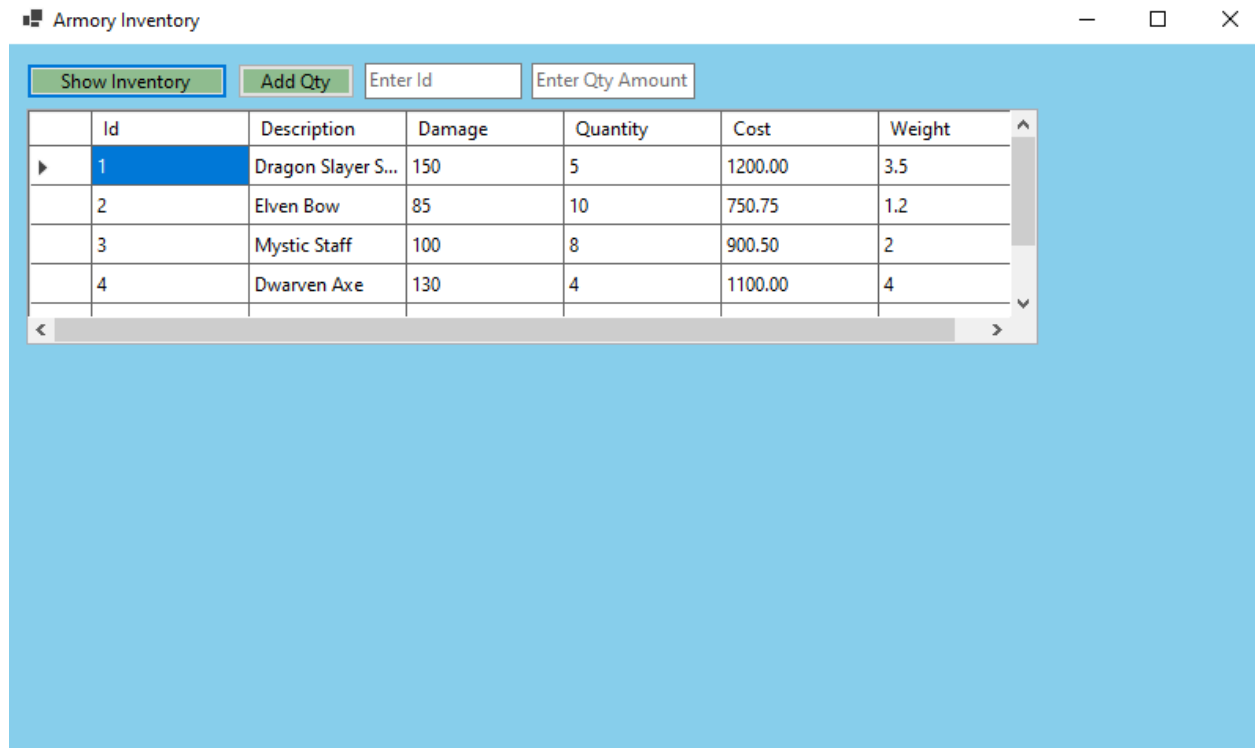 Armory Inventory
Show Inventory Add Qty Enter Id Enter Qty Amount
Id Description Damage Quantity Cost Weight
1 Dragon Slayer S... 150 5 1200.00 3.5
2 Elven Bow 85 10 750.75 1.2
3 Mystic Staff 100 8 900.50 2
4 Dwarven Axe 130 4 1100.00 4